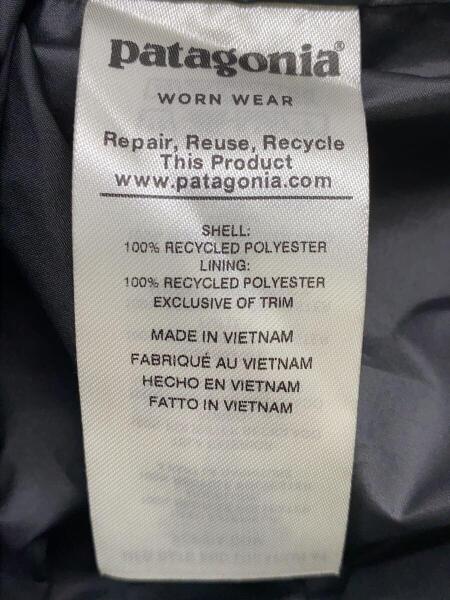 patagonia®
WORN WEAR
Repair, Reuse, Recycle
This Product
www.patagonia.com
SHELL:
100% RECYCLED POLYESTER
LINING:
100% RECYCLED POLYESTER
EXCLUSIVE OF TRIM
MADE IN VIETNAM
FABRIQUÉ AU VIETNAM
HECHO EN VIETNAM
FATTO IN VIETNAM